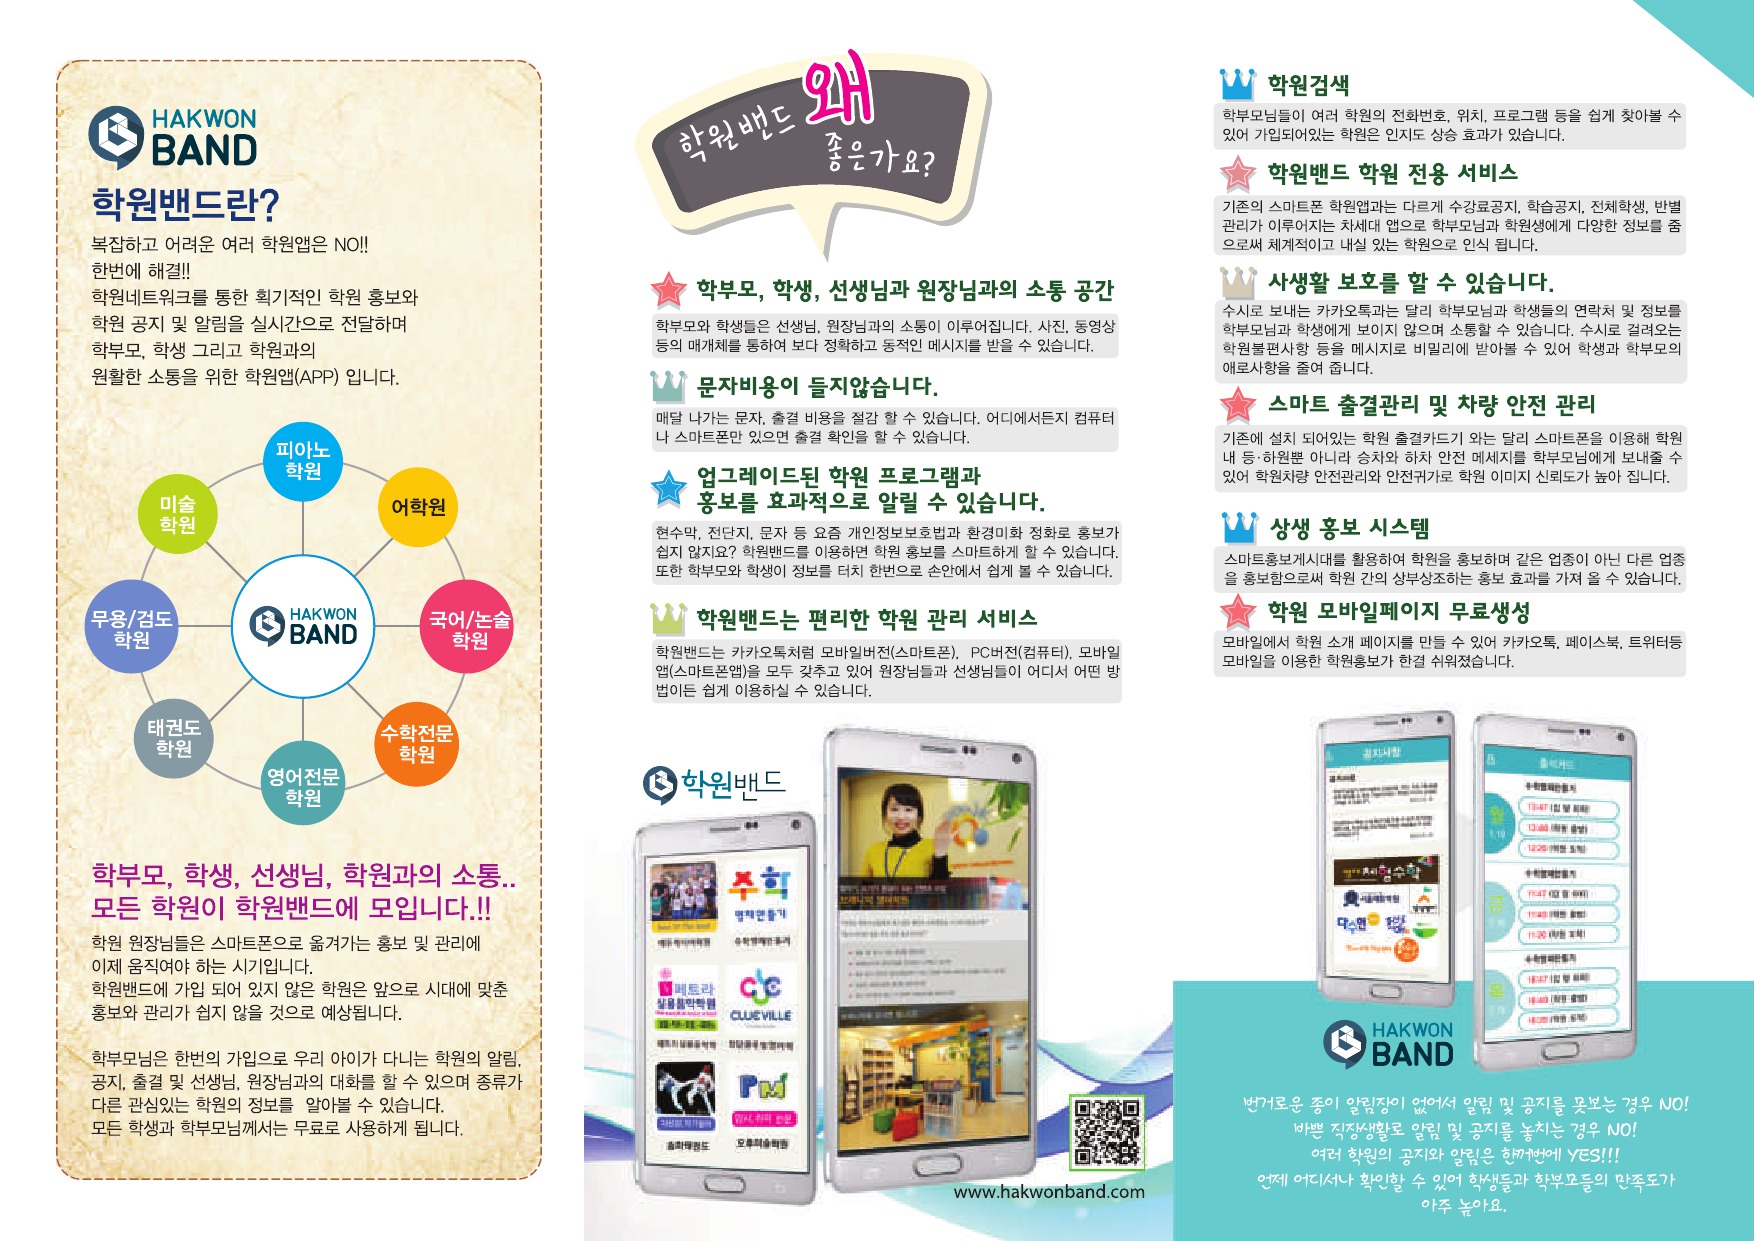 HAKWON
BAND
학원밴드란?
복잡하고 어려운 여러 학원앱은 NO!!
한번에 해결!!
학원네트워크를 통한 획기적인 학원 홍보와
학원 공지 및 알림을 실시간으로 전달하며
학부모, 학생 그리고 학원과의
원활한 소통을 위한 학원앱(APP) 입니다.
피아노
학원
미술
학원
어학원
무용/검도
학원
HAKWON
BAND
국어/논술
학원
태권도
학원
수학전문
학원
영어전문
학원
학부모, 학생, 선생님, 학원과의 소통..
모든 학원이 학원밴드에 모입니다.!!
학원 원장님들은 스마트폰으로 옮겨가는 홍보 및 관리에
이제 움직여야 하는 시기입니다.
학원밴드에 가입 되어 있지 않은 학원은 앞으로 시대에 맞춘
홍보와 관리가 쉽지 않을 것으로 예상됩니다.
학부모님은 한번의 가입으로 우리 아이가 다니는 학원의 알림,
공지, 출결 및 선생님, 원장님과의 대화를 할 수 있으며 종류가
다른 관심있는 학원의 정보를 알아볼 수 있습니다.
모든 학생과 학부모님께서는 무료로 사용하게 됩니다.
학원밴드 왜
좋은가요?
학부모, 학생, 선생님과 원장님과의 소통 공간
학부모와 학생들은 선생님, 원장님과의 소통이 이루어집니다. 사진, 동영상
등의 매개체를 통하여 보다 정확하고 동적인 메시지를 받을 수 있습니다.
문자비용이 들지않습니다.
매달 나가는 문자, 출결 비용을 절감 할 수 있습니다. 어디에서든지 컴퓨터
나 스마트폰만 있으면 출결 확인을 할 수 있습니다.
업그레이드된 학원 프로그램과
홍보를 효과적으로 알릴 수 있습니다.
현수막, 전단지, 문자 등 요즘 개인정보보호법과 환경미화 정화로 홍보가
쉽지 않지요? 학원밴드를 이용하면 학원 홍보를 스마트하게 할 수 있습니다.
또한 학부모와 학생이 정보를 터치 한번으로 손안에서 쉽게 볼 수 있습니다.
학원밴드는 편리한 학원 관리 서비스
학원밴드는 카카오톡처럼 모바일버전(스마트폰), PC버전(컴퓨터), 모바일
앱(스마트폰앱)을 모두 갖추고 있어 원장님들과 선생님들이 어디서 어떤 방
법이든 쉽게 이용하실 수 있습니다.
학원밴드
수학
페트라
실용음악학원
CLUEVILLE
PM
www.hakwonband.com
학원검색
학부모님들이 여러 학원의 전화번호, 위치, 프로그램 등을 쉽게 찾아볼 수
있어 가입되어있는 학원은 인지도 상승 효과가 있습니다.
학원밴드 학원 전용 서비스
기존의 스마트폰 학원앱과는 다르게 수강료공지, 학습공지, 전체학생, 반별
관리가 이루어지는 차세대 앱으로 학부모님과 학원생에게 다양한 정보를 줌
으로써 체계적이고 내실 있는 학원으로 인식 됩니다.
사생활 보호를 할 수 있습니다.
수시로 보내는 카카오톡과는 달리 학부모님과 학생들의 연락처 및 정보를
학부모님과 학생에게 보이지 않으며 소통할 수 있습니다. 수시로 걸려오는
학원불편사항 등을 메시지로 비밀리에 받아볼 수 있어 학생과 학부모의
애로사항을 줄여 줍니다.
스마트 출결관리 및 차량 안전 관리
기존에 설치 되어있는 학원 출결카드기 와는 달리 스마트폰을 이용해 학원
내 등·하원뿐 아니라 승차와 하차 안전 메세지를 학부모님에게 보내줄 수
있어 학원차량 안전관리와 안전귀가로 학원 이미지 신뢰도가 높아 집니다.
상생 홍보 시스템
스마트홍보게시대를 활용하여 학원을 홍보하며 같은 업종이 아닌 다른 업종
을 홍보함으로써 학원 간의 상부상조하는 홍보 효과를 가져 올 수 있습니다.
학원 모바일페이지 무료생성
모바일에서 학원 소개 페이지를 만들 수 있어 카카오톡, 페이스북, 트위터등
모바일을 이용한 학원홍보가 한결 쉬워졌습니다.
공지사항
출석카드
HAKWON
BAND
번거로운 종이 알림장이 없어서 알림 및 공지를 못보는 경우 NO!
바쁜 직장생활로 알림 및 공지를 놓치는 경우 NO!
여러 학원의 공지와 알림은 한꺼번에 YES!!!
언제 어디서나 확인할 수 있어 학생들과 학부모들의 만족도가
아주 높아요.